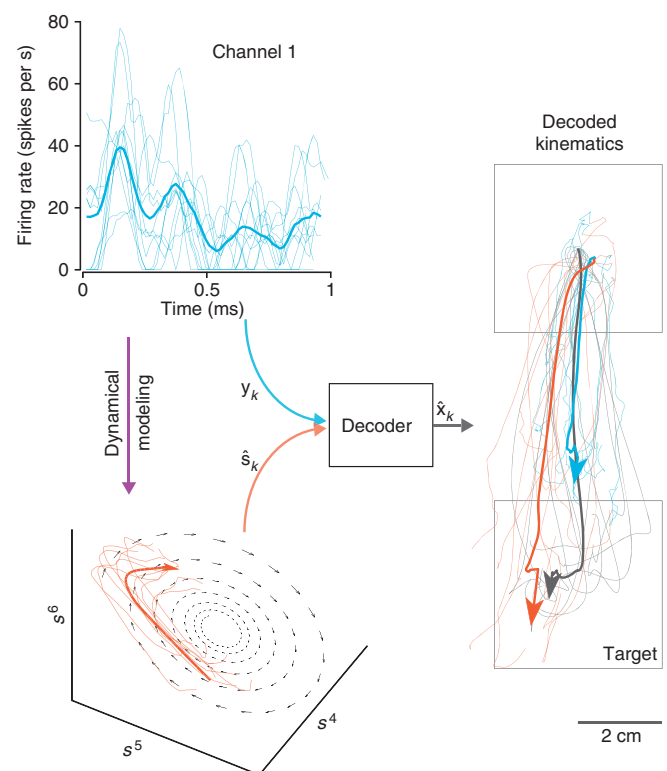 Channel 1
Firing rate (spikes per s)
80
60
40
20
0
0
0.5
1
Time (ms)
Dynamical
modeling
y_k
ŝ_k
Decoder
x̂_k
Decoded
kinematics
Target
2 cm
s^6
s^5
s^4